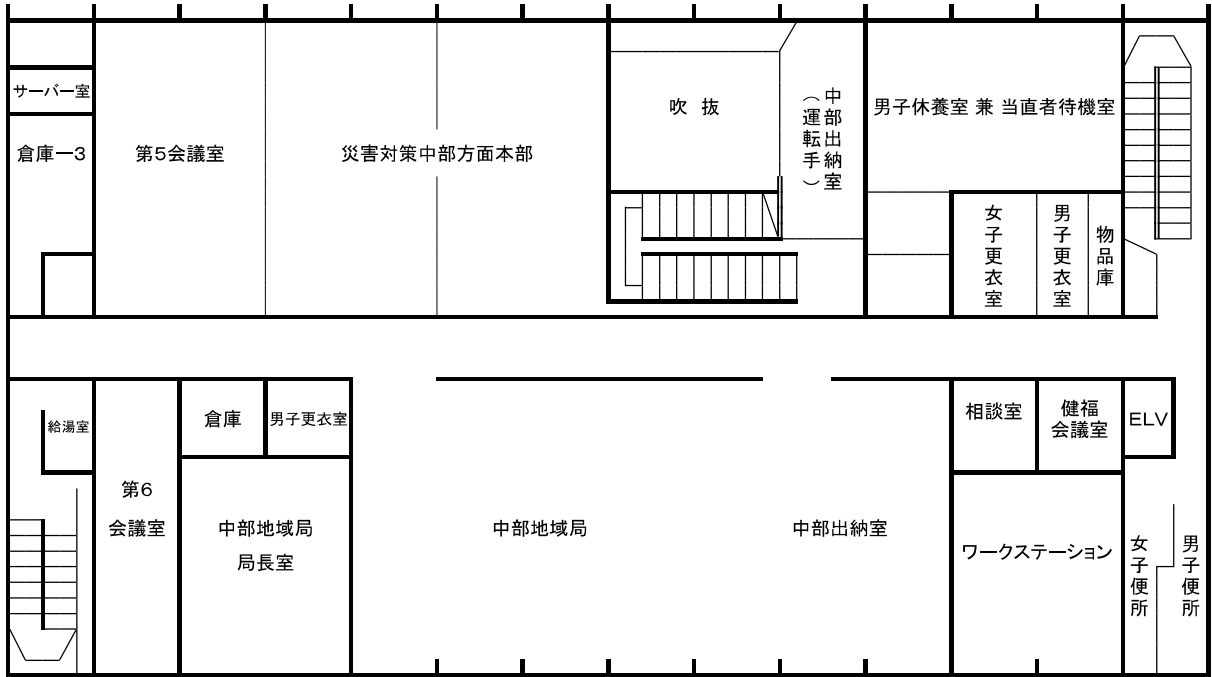 サーバー室
倉庫ー3
第5会議室
災害対策中部方面本部
吹 抜
中部出納室
（運転手）
男子休養室 兼 当直者待機室
女子更衣室
男子更衣室
物品庫
給湯室
第6
会議室
倉庫
男子更衣室
中部地域局
局長室
中部地域局
中部出納室
相談室
健福
会議室
ELV
ワークステーション
女子便所
男子便所